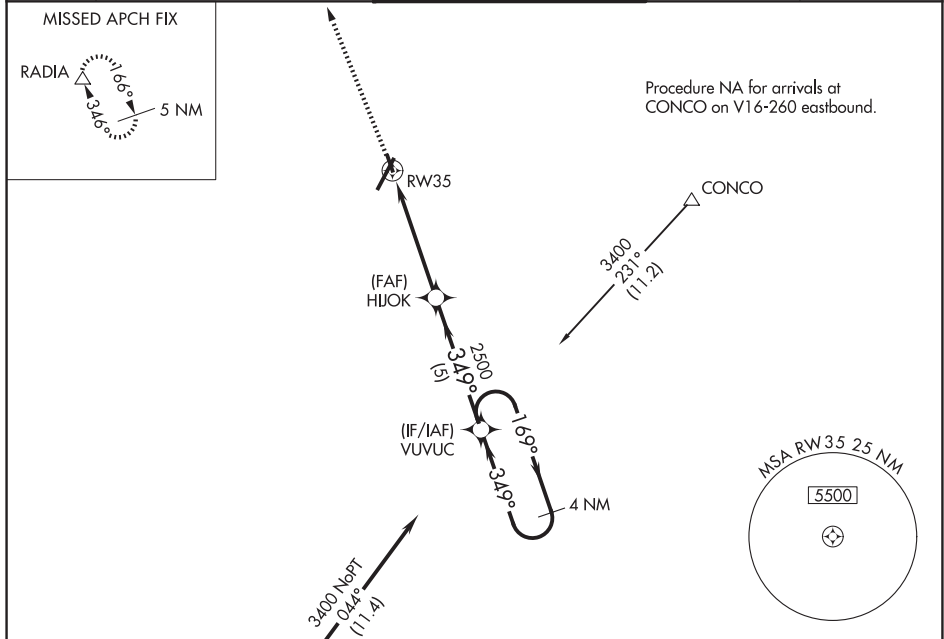 MISSED APCH FIX
RADIA
166°
346°
5 NM
Procedure NA for arrivals at
CONCO on V16-260 eastbound.
RW35
CONCO
3400
231°
(11.2)
(FAF)
HIJOK
2500
349°
(5)
(IF/IAF)
VUVUC
169°
349°
4 NM
MSA RW35 25 NM
5500
3400 NoPT
044°
(11.4)